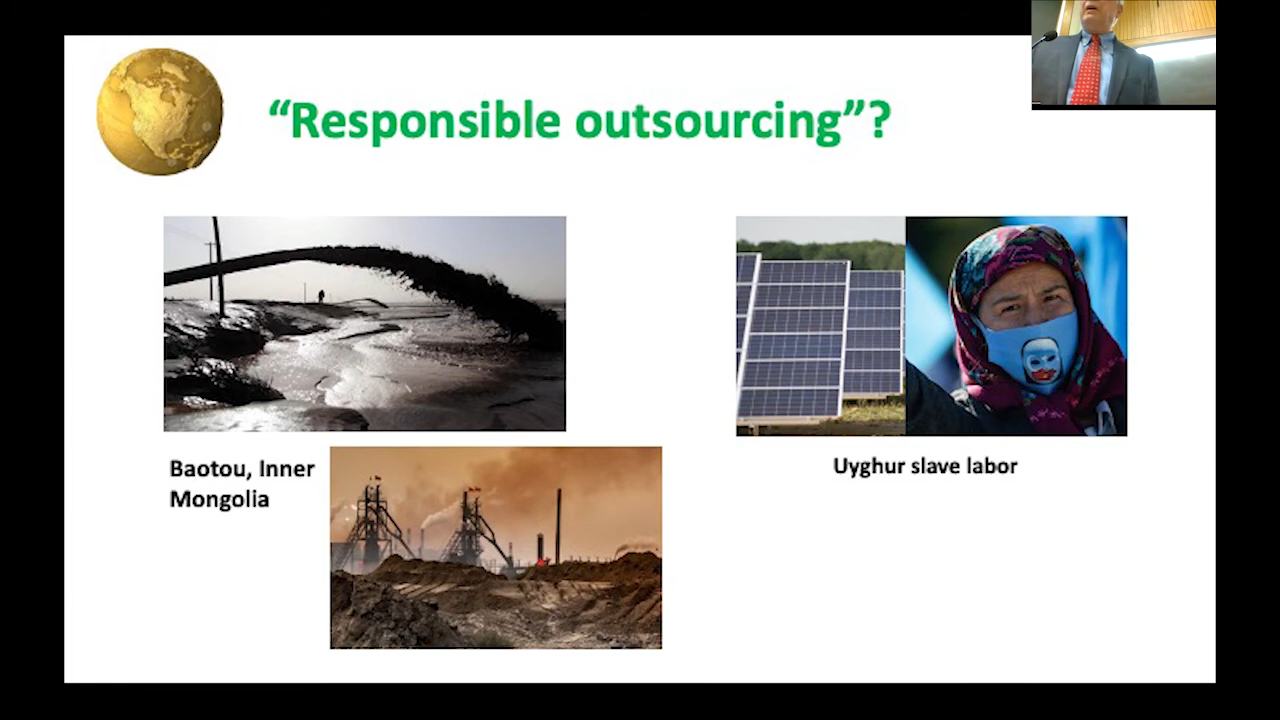 “Responsible outsourcing”?
Baotou, Inner
Mongolia
Uyghur slave labor